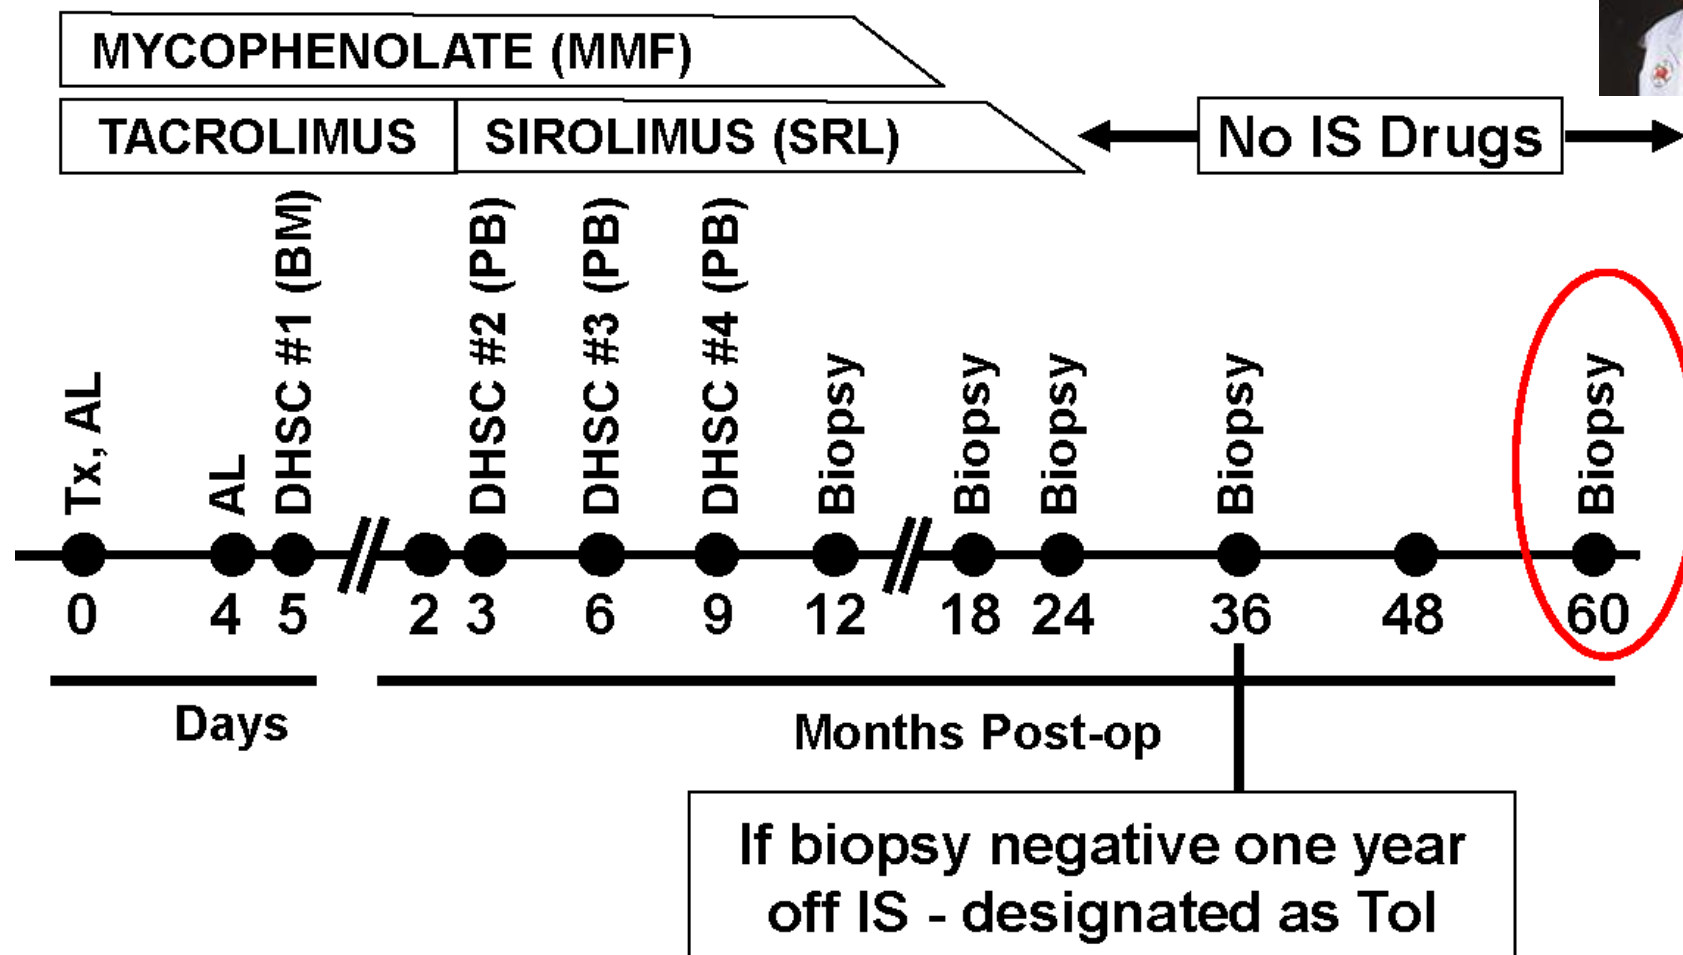 MYCOPHENOLATE (MMF)
TACROLIMUS
SIROLIMUS (SRL)
No IS Drugs
Tx, AL
AL
DHSC #1 (BM)
DHSC #2 (PB)
DHSC #3 (PB)
DHSC #4 (PB)
Biopsy
Biopsy
Biopsy
Biopsy
Biopsy
0 4 5 2 3 6 9 12 18 24 36 48 60
Days
Months Post-op
If biopsy negative one year
off IS - designated as Tol